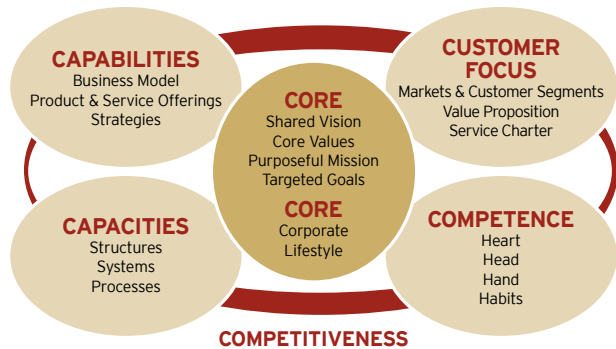 CAPABILITIES
Business Model
Product & Service Offerings
Strategies
CUSTOMER
FOCUS
Markets & Customer Segments
Value Proposition
Service Charter
CORE
Shared Vision
Core Values
Purposeful Mission
Targeted Goals
CORE
Corporate
Lifestyle
CAPACITIES
Structures
Systems
Processes
COMPETENCE
Heart
Head
Hand
Habits
COMPETITIVENESS